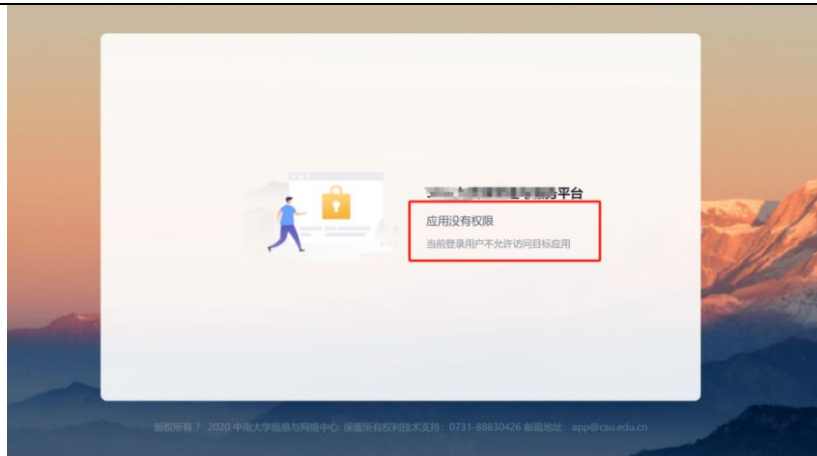 务平台
应用没有权限
当前登录用户不允许访问目标应用
版权所有 ? 2020 中南大学信息与网络中心. 保留所有权利技术支持：0731-88830426 邮箱地址：app@csu.edu.cn